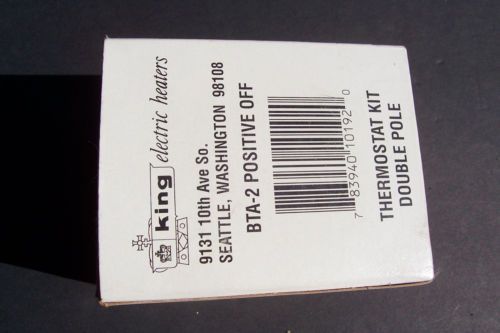 king electric heaters
9131 10th Ave So.
SEATTLE, WASHINGTON 98108
BTA-2 POSITIVE OFF
7 83940 10192 0
THERMOSTAT KIT
DOUBLE POLE